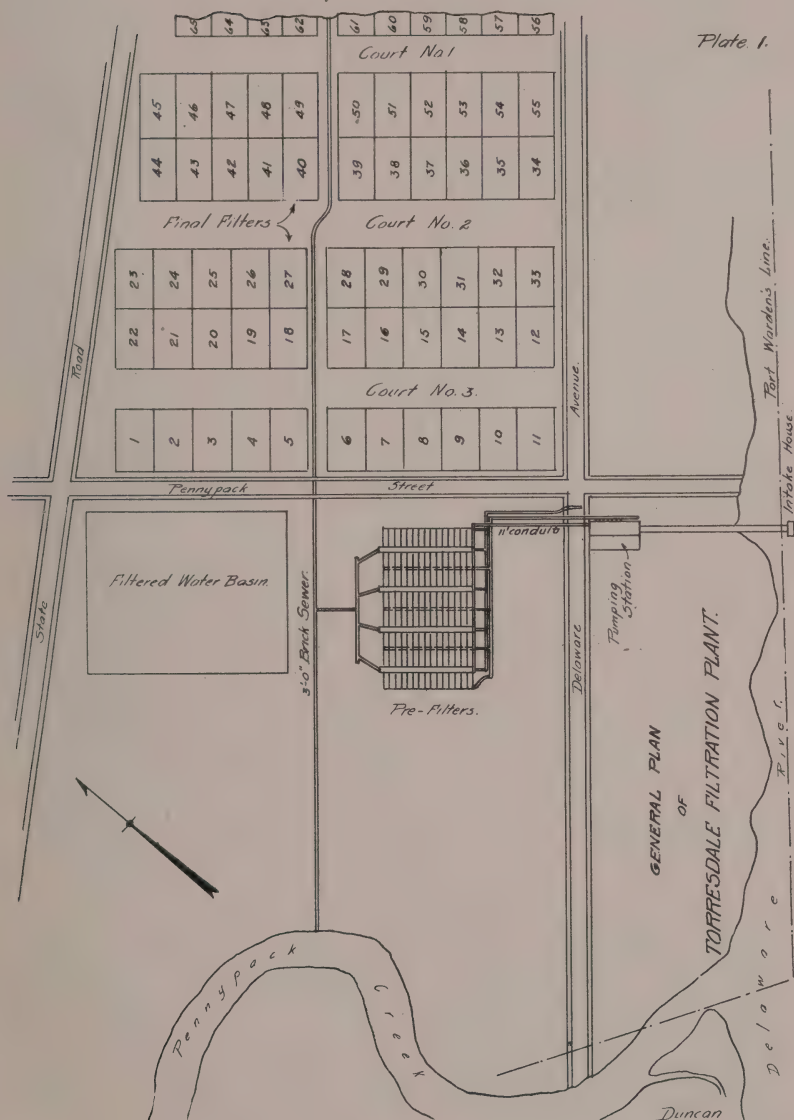 65 64 63 62 61 60 59 58 57 56
Plate 1.
Court No1
45 46 47 48 49 50 51 52 53 54 55
44 43 42 41 40 39 38 37 36 35 34
Final Filters
Court No. 2
23 24 25 26 27 28 29 30 31 32 33
22 21 20 19 18 17 16 15 14 13 12
Court No. 3.
1 2 3 4 5 6 7 8 9 10 11
State
Road
Pennypack
Street
Delaware
Avenue.
Port Warden's Line.
Intake House
11' conduit
Pumping
Station
Filtered Water Basin.
3'-0" Brick Sewer.
Pre-Filters.
GENERAL PLAN
OF
TORRESDALE FILTRATION PLANT.
Delaware
River.
Pennypack
Creek
Duncan